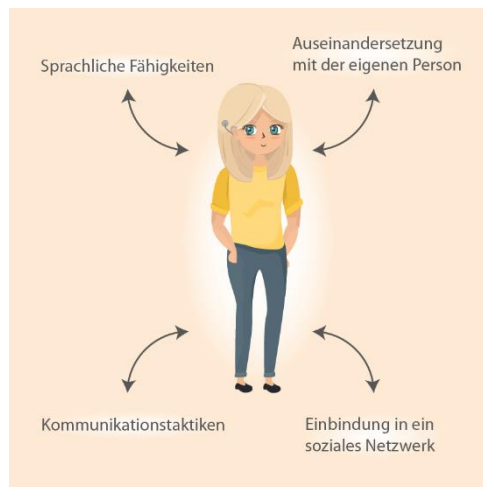 Sprachliche Fähigkeiten
Auseinandersetzung
mit der eigenen Person
Kommunikationstaktiken
Einbindung in ein
soziales Netzwerk